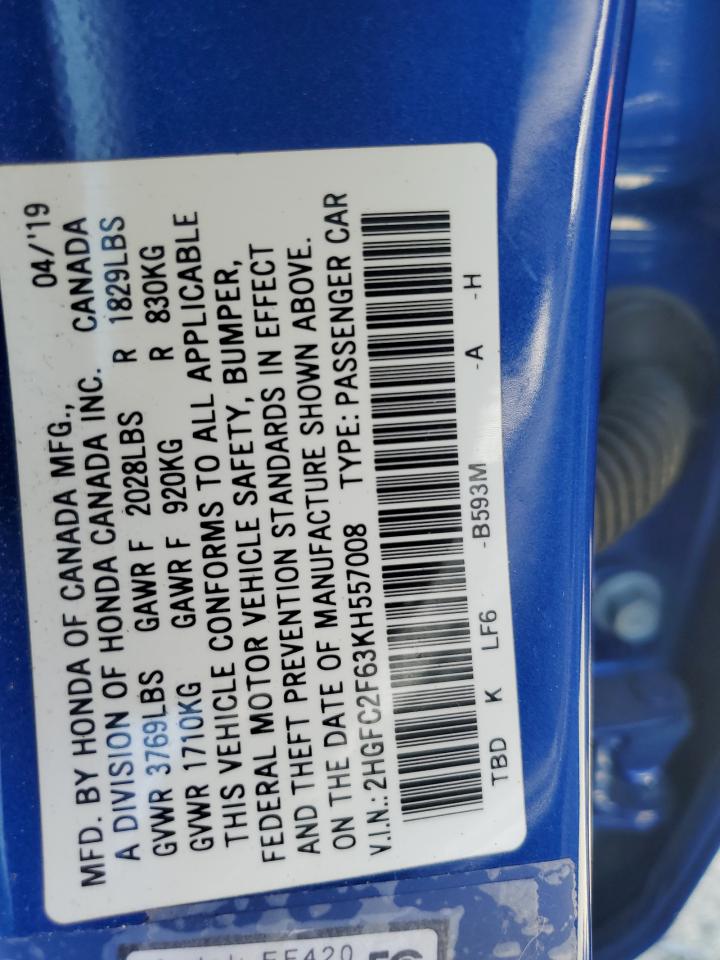 MFD. BY HONDA OF CANADA MFG., 04/'19
A DIVISION OF HONDA CANADA INC. CANADA
GVWR 3769LBS GAWR F 2028LBS R 1829LBS
GVWR 1710KG GAWR F 920KG R 830KG
THIS VEHICLE CONFORMS TO ALL APPLICABLE
FEDERAL MOTOR VEHICLE SAFETY, BUMPER,
AND THEFT PREVENTION STANDARDS IN EFFECT
ON THE DATE OF MANUFACTURE SHOWN ABOVE.
V.I.N.: 2HGFC2F63KH557008 TYPE: PASSENGER CAR
TBD K LF6 -B593M -A -H